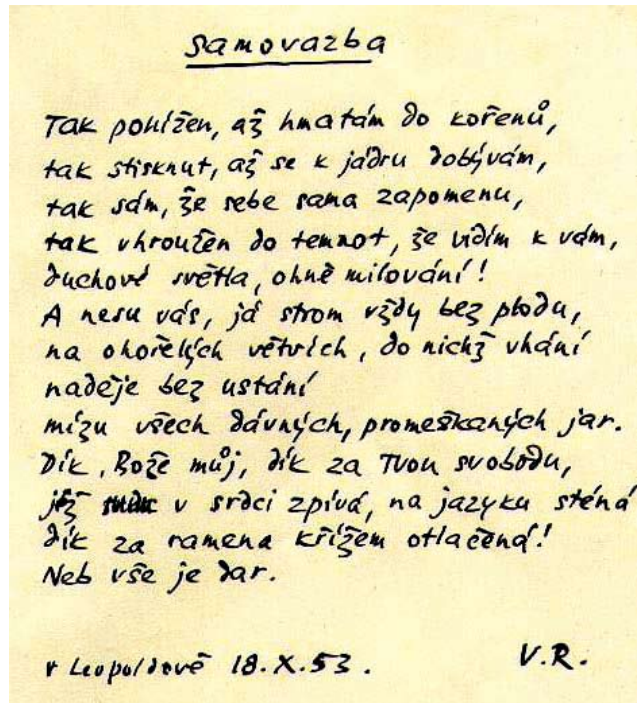 Samovazba
Tak ponížen, až hmatám do kořenů,
tak stisknut, až se k jádru dobývám,
tak sám, že sebe sama zapomenu,
tak vhroužen do temnot, že vidím k vám,
duchové světla, ohně milování!
A nesu vás, já strom vždy bez plodu,
na ohořelých větvích, do nichž vhání
naděje bez ustání
mízu všech dávných, promeškaných jar.
Dík, Bože můj, dík za Tvou svobodu,
jež v srdci zpívá, na jazyku sténá
dík za ramena křížem otlačená!
Neb vše je dar.
v Leopoldově 18.X.53. V.R.